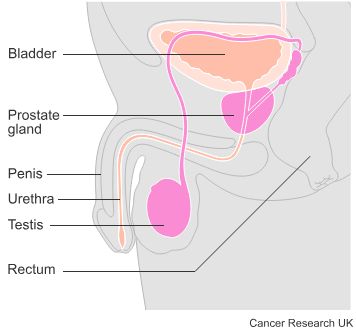 Bladder
Prostate
gland
Penis
Urethra
Testis
Rectum
Cancer Research UK